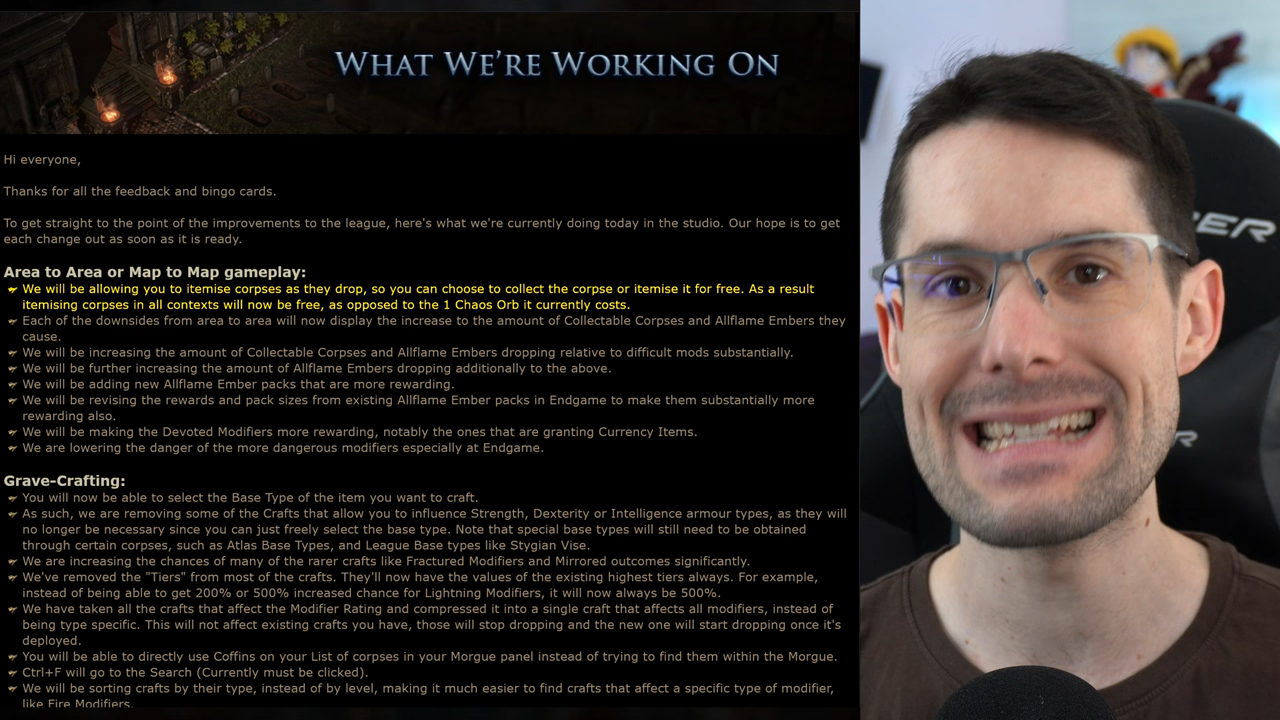 WHAT WE'RE WORKING ON
Hi everyone,
Thanks for all the feedback and bingo cards.
To get straight to the point of the improvements to the league, here's what we're currently doing today in the studio. Our hope is to get
each change out as soon as it is ready.
Area to Area or Map to Map gameplay:
We will be allowing you to itemise corpses as they drop, so you can choose to collect the corpse or itemise it for free. As a result
itemising corpses in all contexts will now be free, as opposed to the 1 Chaos Orb it currently costs.
Each of the downsides from area to area will now display the increase to the amount of Collectable Corpses and Allflame Embers they
cause.
We will be increasing the amount of Collectable Corpses and Allflame Embers dropping relative to difficult mods substantially.
We will be further increasing the amount of Allflame Embers dropping additionally to the above.
We will be adding new Allflame Ember packs that are more rewarding.
We will be revising the rewards and pack sizes from existing Allflame Ember packs in Endgame to make them substantially more
rewarding also.
We will be making the Devoted Modifiers more rewarding, notably the ones that are granting Currency Items.
We are lowering the danger of the more dangerous modifiers especially at Endgame.
Grave-Crafting:
You will now be able to select the Base Type of the item you want to craft.
As such, we are removing some of the Crafts that allow you to influence Strength, Dexterity or Intelligence armour types, as they will
no longer be necessary since you can just freely select the base type. Note that special base types will still need to be obtained
through certain corpses, such as Atlas Base Types, and League Base types like Stygian Vise.
We are increasing the chances of many of the rarer crafts like Fractured Modifiers and Mirrored outcomes significantly.
We've removed the "Tiers" from most of the crafts. They'll now have the values of the existing highest tiers always. For example,
instead of being able to get 200% or 500% increased chance for Lightning Modifiers, it will now always be 500%.
We have taken all the crafts that affect the Modifier Rating and compressed it into a single craft that affects all modifiers, instead of
being type specific. This will not affect existing crafts you have, those will stop dropping and the new one will start dropping once it's
deployed.
You will be able to directly use Coffins on your List of corpses in your Morgue panel instead of trying to find them within the Morgue.
Ctrl+F will go to the Search (Currently must be clicked).
We will be sorting crafts by their type, instead of by level, making it much easier to find crafts that affect a specific type of modifier,
like Fire Modifiers.